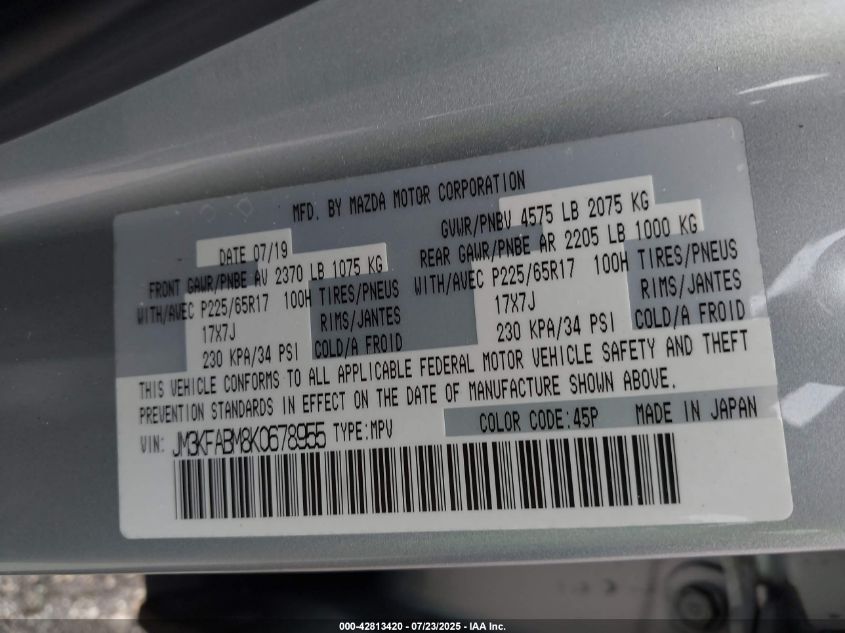 MFD. BY MAZDA MOTOR CORPORATION
DATE 07/19 GVWR/PNBV 4575 LB 2075 KG
FRONT GAWR/PNBE AV 2370 LB 1075 KG REAR GAWR/PNBE AR 2205 LB 1000 KG
WITH/AVEC P225/65R17 100H TIRES/PNEUS WITH/AVEC P225/65R17 100H TIRES/PNEUS
17X7J RIMS/JANTES 17X7J RIMS/JANTES
230 KPA/34 PSI COLD/A FROID 230 KPA/34 PSI COLD/A FROID
THIS VEHICLE CONFORMS TO ALL APPLICABLE FEDERAL MOTOR VEHICLE SAFETY AND THEFT
PREVENTION STANDARDS IN EFFECT ON THE DATE OF MANUFACTURE SHOWN ABOVE.
COLOR CODE:45P MADE IN JAPAN
VIN: JM3KFABM8K0678955 TYPE:MPV
000-42813420 - 07/23/2025 - IAA Inc.